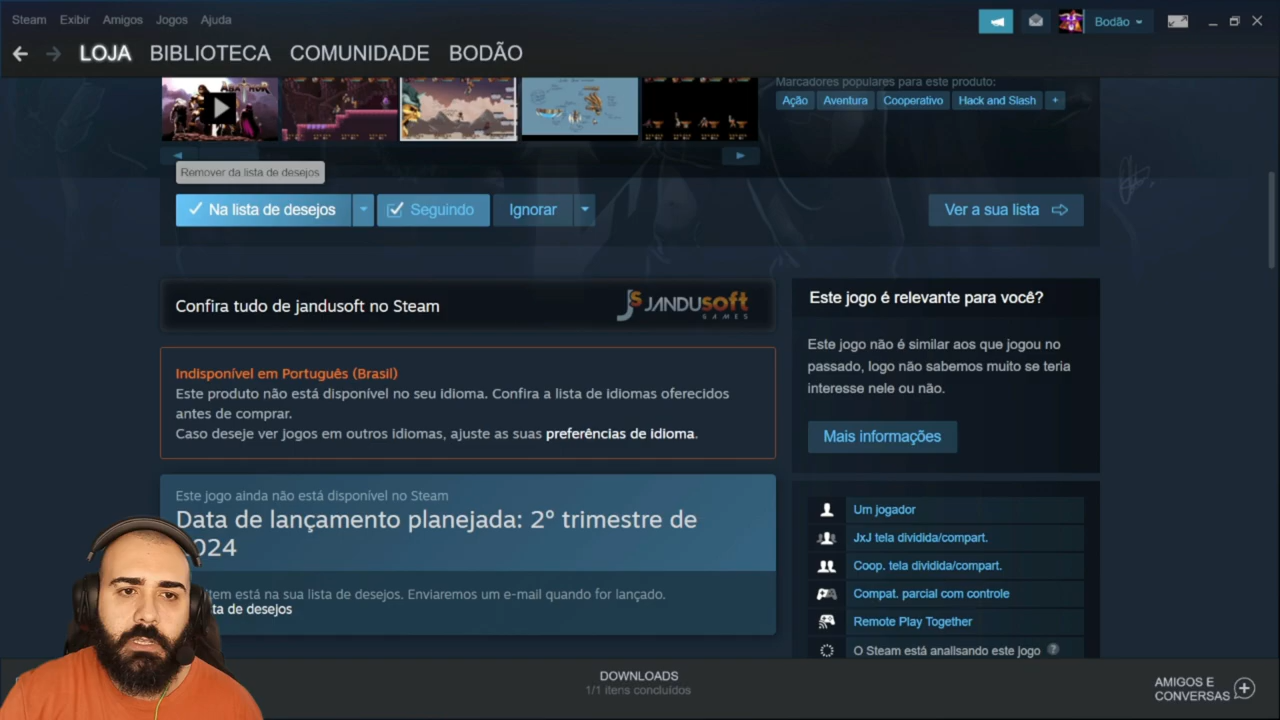 Steam Exibir Amigos Jogos Ajuda
Bodão
LOJA BIBLIOTECA COMUNIDADE BODÃO
Marcadores populares para este produto:
Ação Aventura Cooperativo Hack and Slash +
Remover da lista de desejos
Na lista de desejos Seguindo Ignorar Ver a sua lista
Confira tudo de jandusoft no Steam
JANDUSOFT
GAMES
Este jogo é relevante para você?
Este jogo não é similar aos que jogou no
passado, logo não sabemos muito se teria
interesse nele ou não.
Mais informações
Indisponível em Português (Brasil)
Este produto não está disponível no seu idioma. Confira a lista de idiomas oferecidos
antes de comprar.
Caso deseje ver jogos em outros idiomas, ajuste as suas preferências de idioma.
Este jogo ainda não está disponível no Steam
Data de lançamento planejada: 2º trimestre de
024
item está na sua lista de desejos. Enviaremos um e-mail quando for lançado.
ta de desejos
Um jogador
JxJ tela dividida/compart.
Coop. tela dividida/compart.
Compat. parcial com controle
Remote Play Together
O Steam está analisando este jogo ?
DOWNLOADS
1/1 itens concluídos
AMIGOS E
CONVERSAS